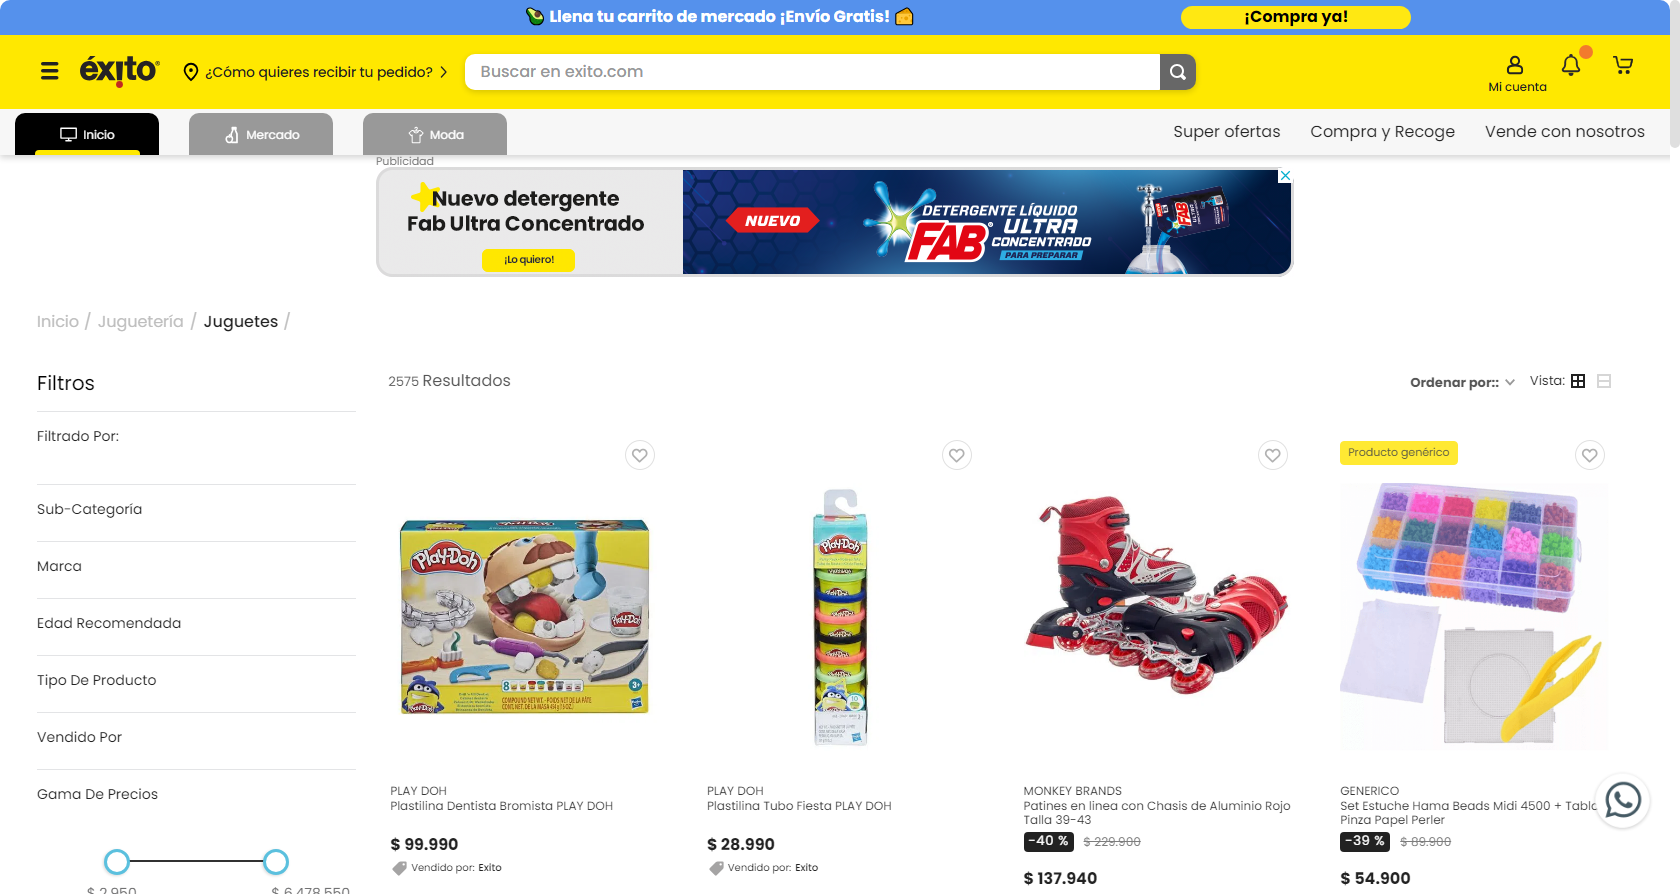 Llena tu carrito de mercado ¡Envío Gratis!
¡Compra ya!
éxito
¿Cómo quieres recibir tu pedido?
Buscar en exito.com
Mi cuenta
Inicio
Mercado
Moda
Super ofertas
Compra y Recoge
Vende con nosotros
Publicidad
Nuevo detergente
Fab Ultra Concentrado
¡Lo quiero!
NUEVO
DETERGENTE LÍQUIDO
FAB
ULTRA
CONCENTRADO
PARA PREPARAR
Inicio / Juguetería / Juguetes /
Filtros
2575 Resultados
Ordenar por::
Vista:
Filtrado Por:
Sub-Categoría
Marca
Edad Recomendada
Tipo De Producto
Vendido Por
Gama De Precios
$ 2.950
$ 6.478.550
Play-Doh
3+
PLAY DOH
Plastilina Dentista Bromista PLAY DOH
$ 99.990
Vendido por: Exito
Play-Doh
PLAY DOH
Plastilina Tubo Fiesta PLAY DOH
$ 28.990
Vendido por: Exito
MONKEY BRANDS
Patines en linea con Chasis de Aluminio Rojo
Talla 39-43
-40 % $ 229.900
$ 137.940
Producto genérico
GENERICO
Set Estuche Hama Beads Midi 4500 +
Pinza Papel Perler
-39 % $ 89.900
$ 54.900